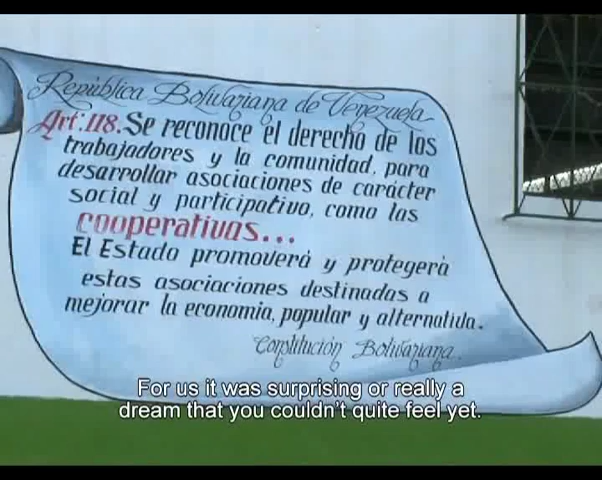 República Bolivariana de Venezuela
Art. 118. Se reconoce el derecho de los
trabajadores y la comunidad, para
desarrollar asociaciones de carácter
social y participativo, como las
cooperativas...
El Estado promoverá y protegerá
estas asociaciones destinadas a
mejorar la economia, popular y alternativa.
Constitución Bolivariana.
For us it was surprising or really a
dream that you couldn't quite feel yet.